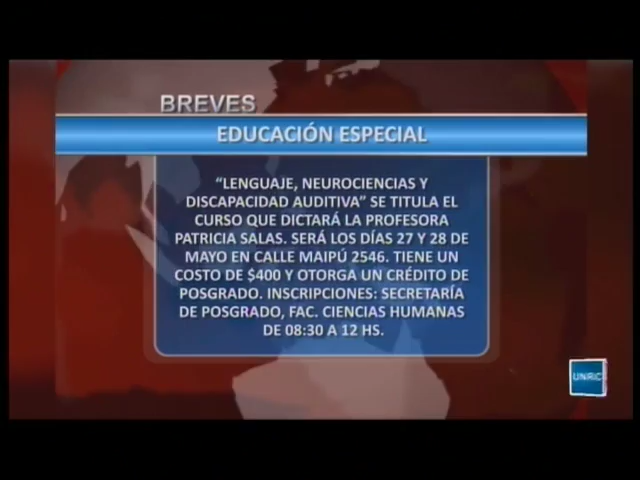 BREVES
EDUCACIÓN ESPECIAL
“LENGUAJE, NEUROCIENCIAS Y
DISCAPACIDAD AUDITIVA” SE TITULA EL
CURSO QUE DICTARÁ LA PROFESORA
PATRICIA SALAS. SERÁ LOS DÍAS 27 Y 28 DE
MAYO EN CALLE MAIPÚ 2546. TIENE UN
COSTO DE $400 Y OTORGA UN CRÉDITO DE
POSGRADO. INSCRIPCIONES: SECRETARÍA
DE POSGRADO, FAC. CIENCIAS HUMANAS
DE 08:30 A 12 HS.